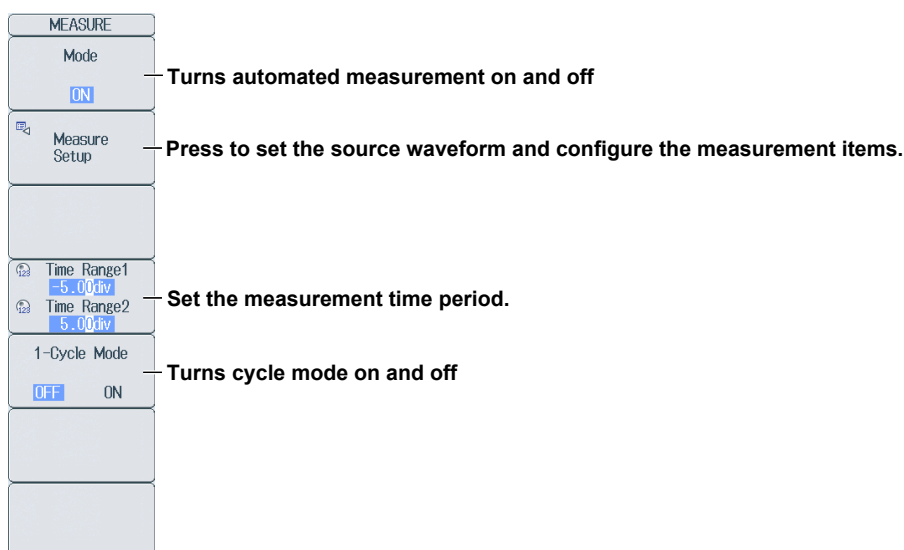 MEASURE
Mode
ON
Turns automated measurement on and off
Measure
Setup
Press to set the source waveform and configure the measurement items.
Time Range1
-5.00div
Time Range2
5.00div
Set the measurement time period.
1-Cycle Mode
OFF ON
Turns cycle mode on and off